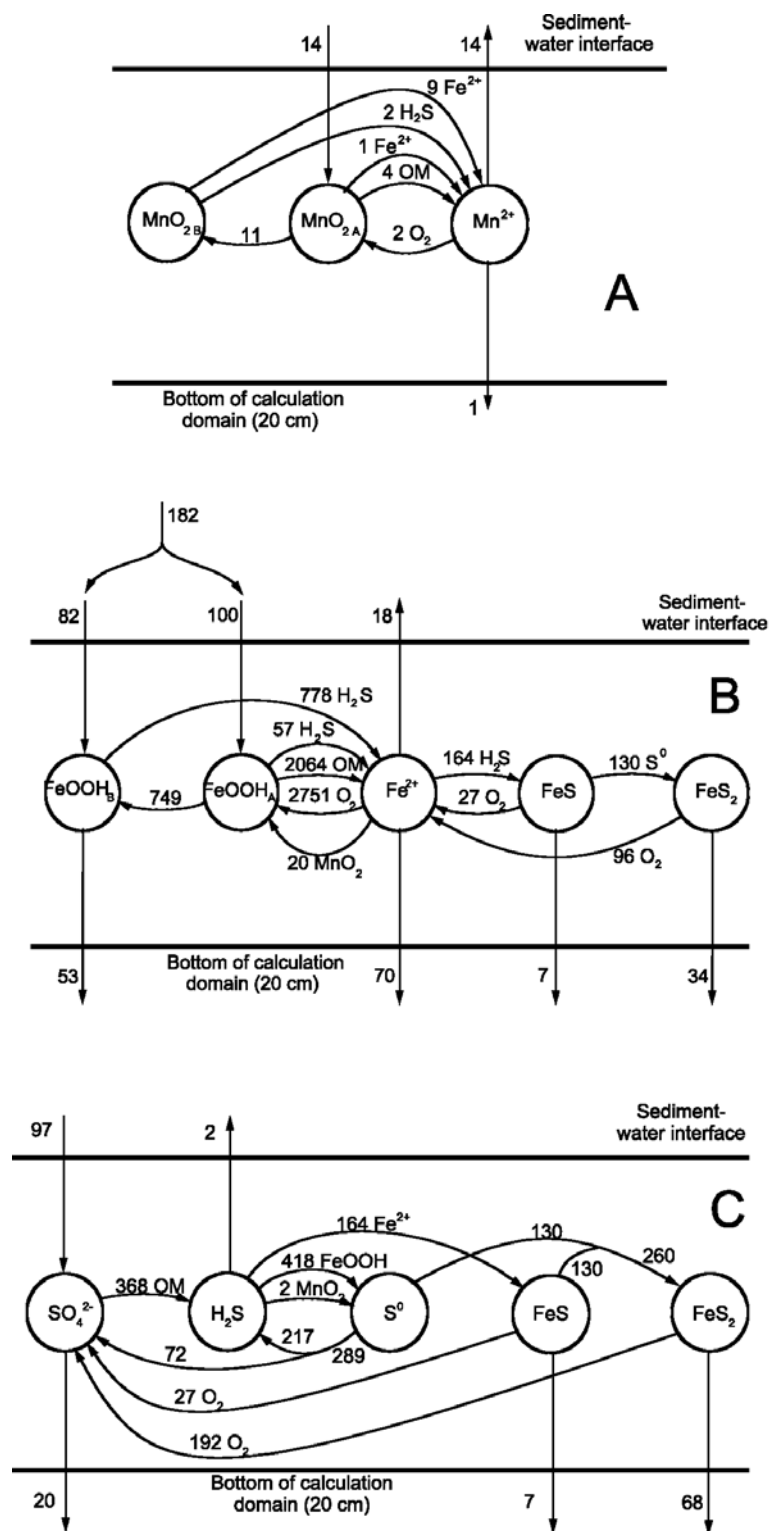 Sediment-
water interface
14
14
9 Fe²⁺
2 H₂S
1 Fe²⁺
4 OM
MnO₂ B
MnO₂ A
Mn²⁺
11
2 O₂
A
Bottom of calculation
domain (20 cm)
1
182
82
100
18
Sediment-
water interface
B
778 H₂S
57 H₂S
2064 OM
164 H₂S
130 S⁰
FeOOH_B
FeOOH_A
Fe²⁺
FeS
FeS₂
749
2751 O₂
27 O₂
20 MnO₂
96 O₂
Bottom of calculation
domain (20 cm)
53
70
7
34
Sediment-
water interface
97
2
C
164 Fe²⁺
130
418 FeOOH
260
368 OM
2 MnO₂
130
SO₄²⁻
H₂S
S⁰
FeS
FeS₂
217
72
289
27 O₂
192 O₂
Bottom of calculation
domain (20 cm)
20
7
68